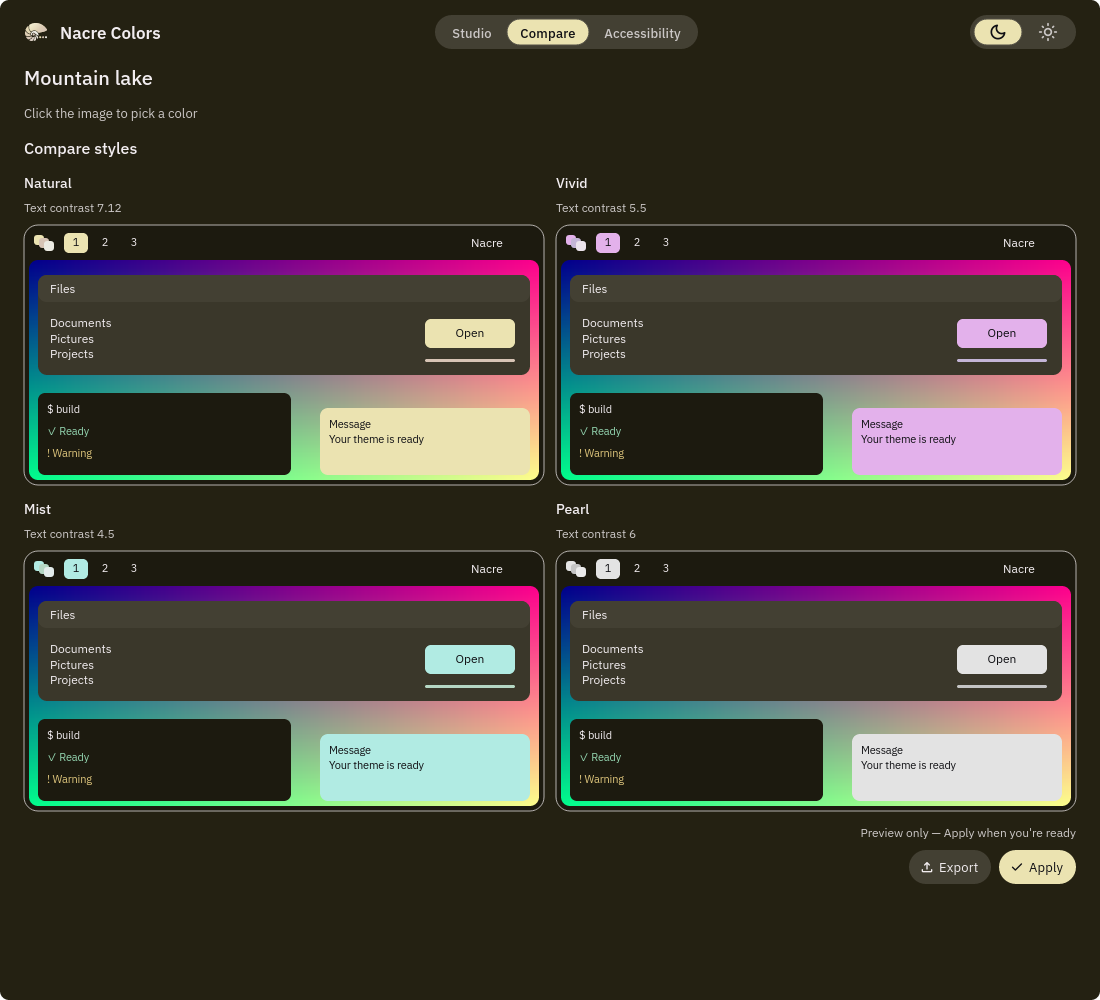 Nacre Colors
Studio
Compare
Accessibility
Mountain lake
Click the image to pick a color
Compare styles
Natural
Text contrast 7.12
1 2 3 Nacre
Files
Documents
Pictures
Projects
Open
$ build
✓ Ready
! Warning
Message
Your theme is ready
Vivid
Text contrast 5.5
1 2 3 Nacre
Files
Documents
Pictures
Projects
Open
$ build
✓ Ready
! Warning
Message
Your theme is ready
Mist
Text contrast 4.5
1 2 3 Nacre
Files
Documents
Pictures
Projects
Open
$ build
✓ Ready
! Warning
Message
Your theme is ready
Pearl
Text contrast 6
1 2 3 Nacre
Files
Documents
Pictures
Projects
Open
$ build
✓ Ready
! Warning
Message
Your theme is ready
Preview only — Apply when you're ready
Export
Apply